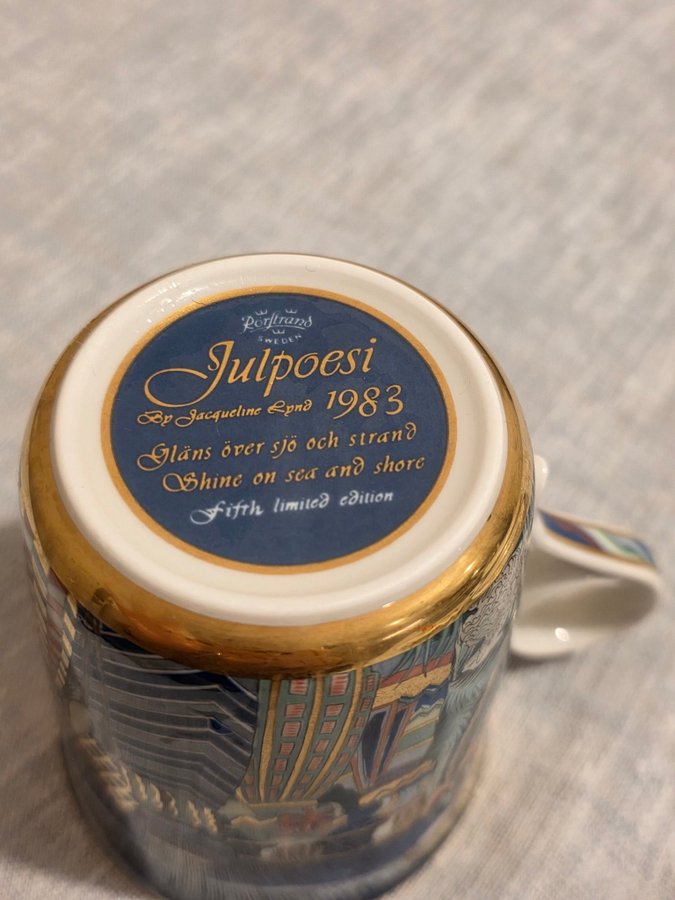 Rörstrand
SWEDEN
Julpoesi
By Jacqueline Lynd 1983
Gläns över sjö och strand
Shine on sea and shore
Fifth limited edition